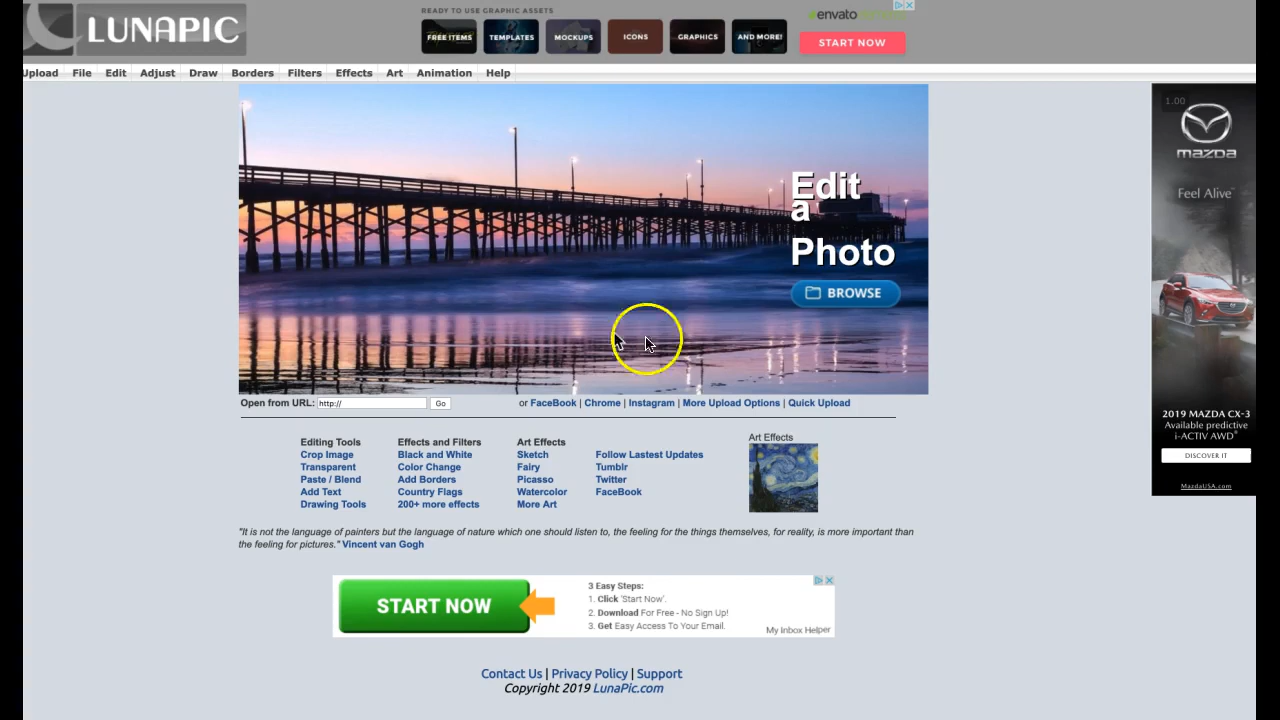 LUNAPIC
READY TO USE GRAPHIC ASSETS
FREE ITEMS
TEMPLATES
MOCKUPS
ICONS
GRAPHICS
AND MORE!
envato
START NOW
Upload File Edit Adjust Draw Borders Filters Effects Art Animation Help
Edit
a
Photo
BROWSE
1.00
mazda
Feel Alive™
2019 MAZDA CX-3
Available predictive
i-ACTIV AWD®
DISCOVER IT
MazdaUSA.com
Open from URL: http:// Go or FaceBook | Chrome | Instagram | More Upload Options | Quick Upload
Editing Tools
Crop Image
Transparent
Paste / Blend
Add Text
Drawing Tools
Effects and Filters
Black and White
Color Change
Add Borders
Country Flags
200+ more effects
Art Effects
Sketch
Fairy
Picasso
Watercolor
More Art
Follow Lastest Updates
Tumblr
Twitter
FaceBook
Art Effects
"It is not the language of painters but the language of nature which one should listen to, the feeling for the things themselves, for reality, is more important
the feeling for pictures." Vincent van Gogh
START NOW
3 Easy Steps:
1. Click 'Start Now'.
2. Download For Free - No Sign Up!
3. Get Easy Access To Your Email.
My Inbox Helper
Contact Us | Privacy Policy | Support
Copyright 2019 LunaPic.com